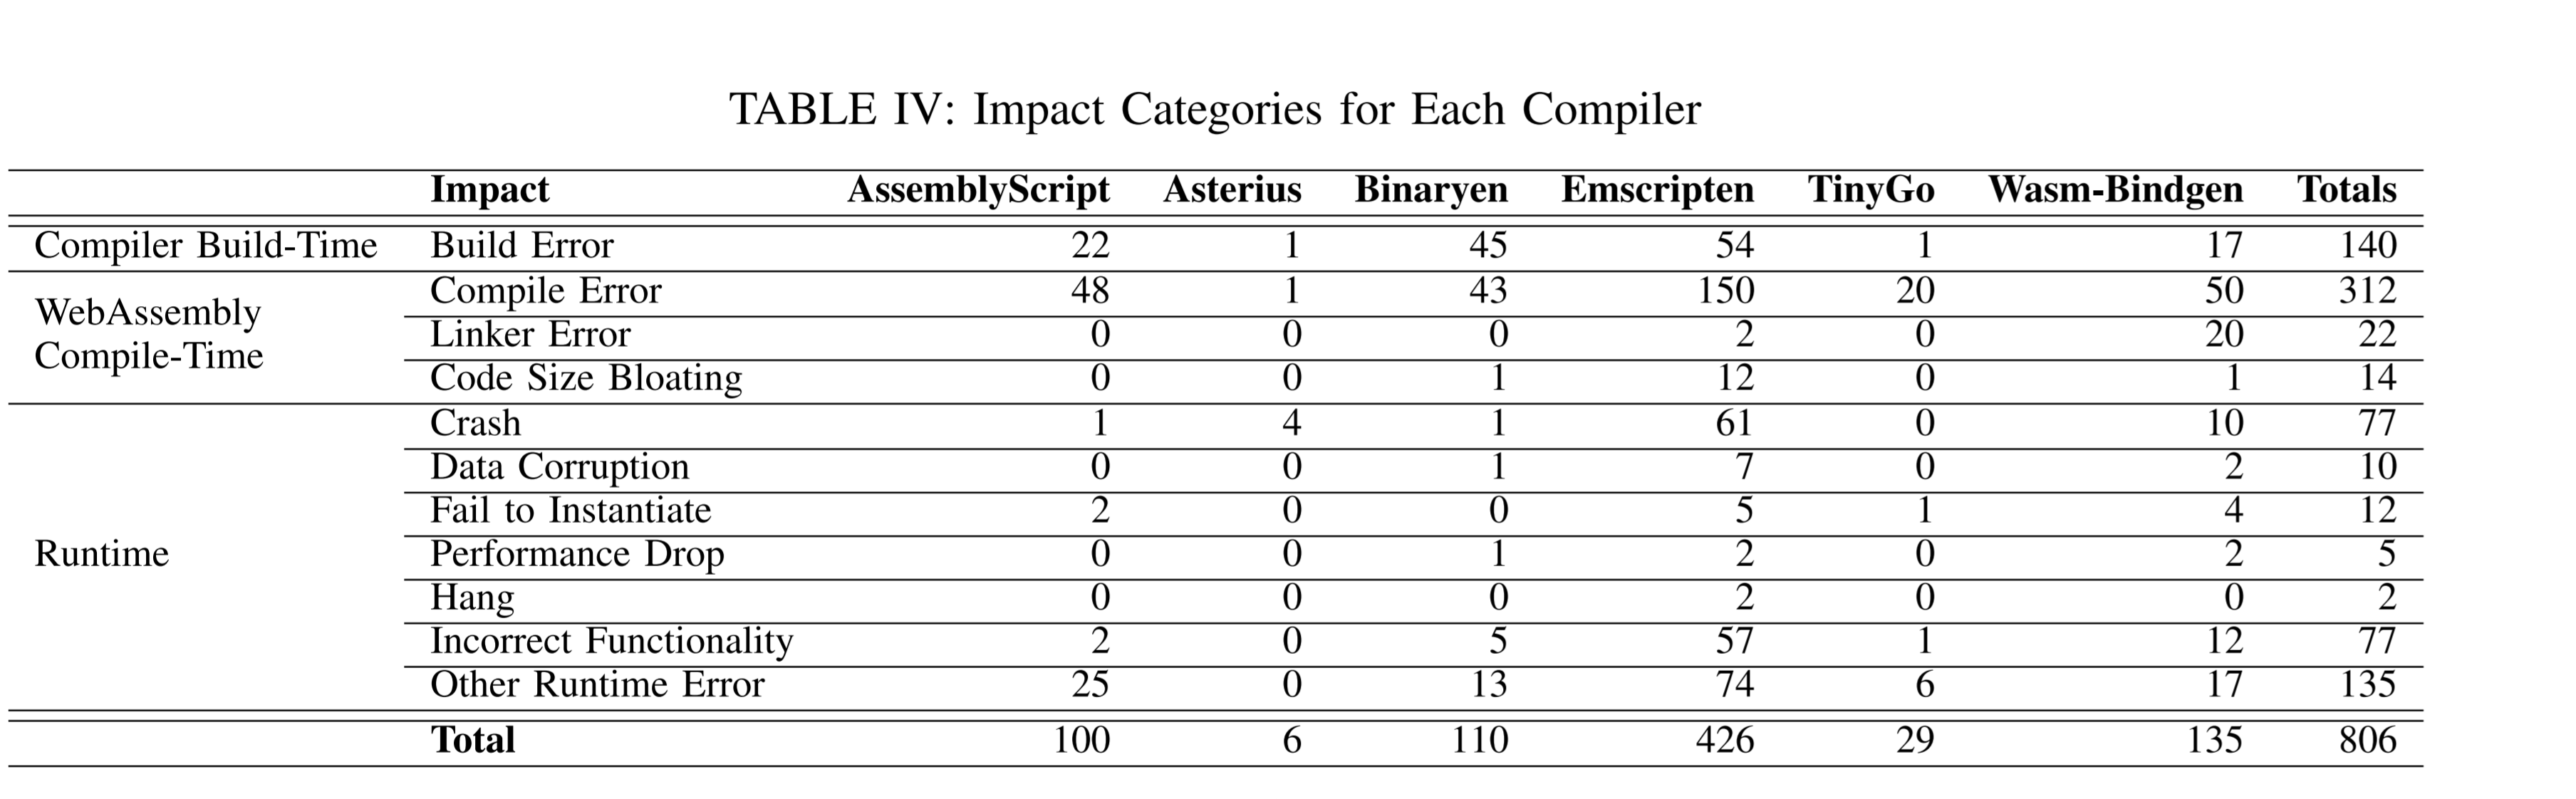 TABLE IV: Impact Categories for Each Compiler
Impact AssemblyScript Asterius Binaryen Emscripten TinyGo Wasm-Bindgen Totals
Compiler Build-Time Build Error 22 1 45 54 1 17 140
WebAssembly Compile-Time Compile Error 48 1 43 150 20 50 312
Linker Error 0 0 0 2 0 20 22
Code Size Bloating 0 0 1 12 0 1 14
Runtime Crash 1 4 1 61 0 10 77
Data Corruption 0 0 1 7 0 2 10
Fail to Instantiate 2 0 0 5 1 4 12
Performance Drop 0 0 1 2 0 2 5
Hang 0 0 0 2 0 0 2
Incorrect Functionality 2 0 5 57 1 12 77
Other Runtime Error 25 0 13 74 6 17 135
Total 100 6 110 426 29 135 806